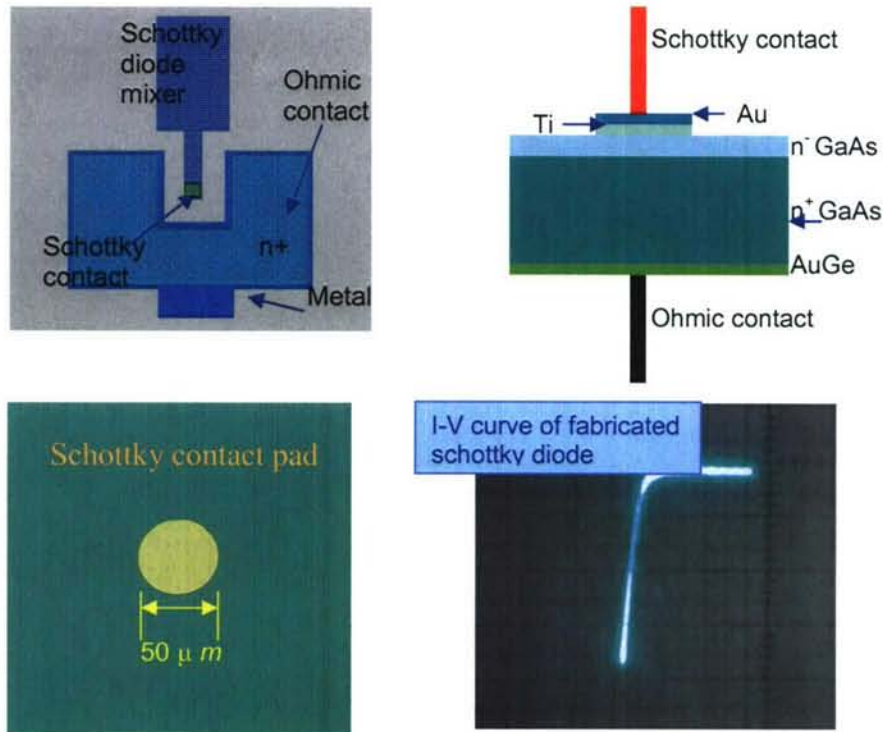 Schottky
diode
mixer
Ohmic
contact
Schottky
contact
n+
Metal
Schottky contact
Ti
Au
n⁻ GaAs
n⁺ GaAs
AuGe
Ohmic contact
Schottky contact pad
50 μ m
I-V curve of fabricated
schottky diode